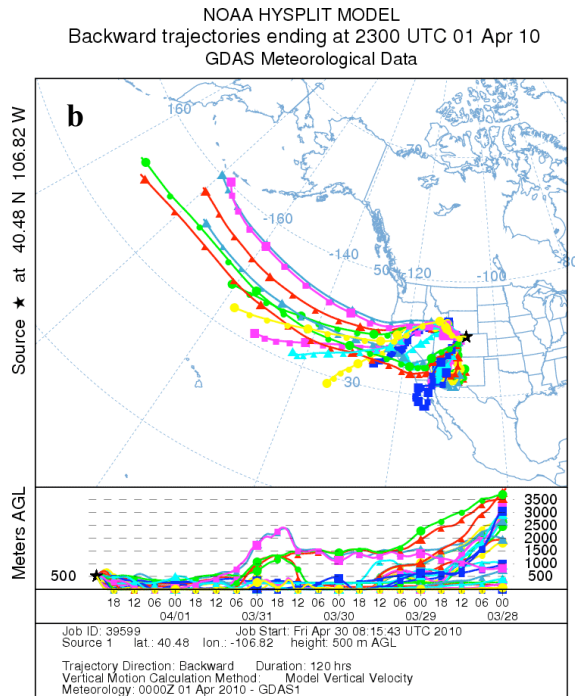 NOAA HYSPLIT MODEL
Backward trajectories ending at 2300 UTC 01 Apr 10
GDAS Meteorological Data
Source ★ at 40.48 N 106.82 W
b
160
-160
-140
-120
-100
-80
-70
50
30
Meters AGL
500
3500
3000
2500
2000
1500
1000
500
18 12 06 00 18 12 06 00 18 12 06 00 18 12 06 00 18 12 06 00
04/01 03/31 03/30 03/29 03/28
Job ID: 39599 Job Start: Fri Apr 30 08:15:43 UTC 2010
Source 1 lat.: 40.48 lon.: -106.82 height: 500 m AGL
Trajectory Direction: Backward Duration: 120 hrs
Vertical Motion Calculation Method: Model Vertical Velocity
Meteorology: 0000Z 01 Apr 2010 - GDAS1